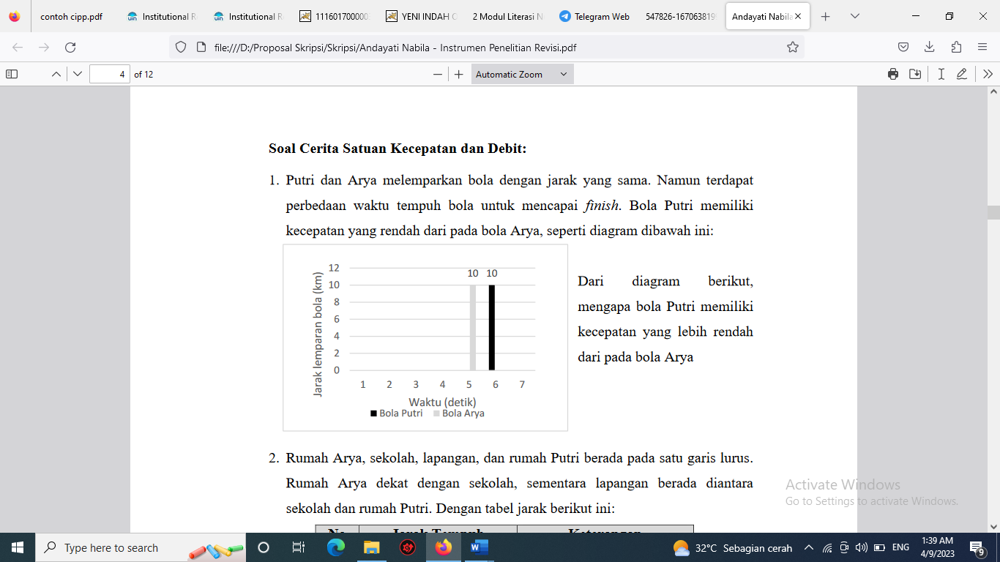 contoh cipp.pdf
Institutional R
Institutional R
1116017000000
YENI INDAH C
2 Modul Literasi N
Telegram Web
547826-167063819
Andayati Nabila
file:///D:/Proposal Skripsi/Skripsi/Andayati Nabila - Instrumen Penelitian Revisi.pdf
4 of 12
Automatic Zoom
Soal Cerita Satuan Kecepatan dan Debit:
1. Putri dan Arya melemparkan bola dengan jarak yang sama. Namun terdapat
perbedaan waktu tempuh bola untuk mencapai finish. Bola Putri memiliki
kecepatan yang rendah dari pada bola Arya, seperti diagram dibawah ini:
Jarak lemparan bola (km)
12
10
8
6
4
2
0
10 10
1 2 3 4 5 6 7
Waktu (detik)
Bola Putri Bola Arya
Dari diagram berikut,
mengapa bola Putri memiliki
kecepatan yang lebih rendah
dari pada bola Arya
2. Rumah Arya, sekolah, lapangan, dan rumah Putri berada pada satu garis lurus.
Rumah Arya dekat dengan sekolah, sementara lapangan berada diantara
sekolah dan rumah Putri. Dengan tabel jarak berikut ini:
No Jarak Tempuh Keterangan
Activate Windows
Go to Settings to activate Windows.
Type here to search
32°C Sebagian cerah
ENG
1:39 AM
4/9/2023
9